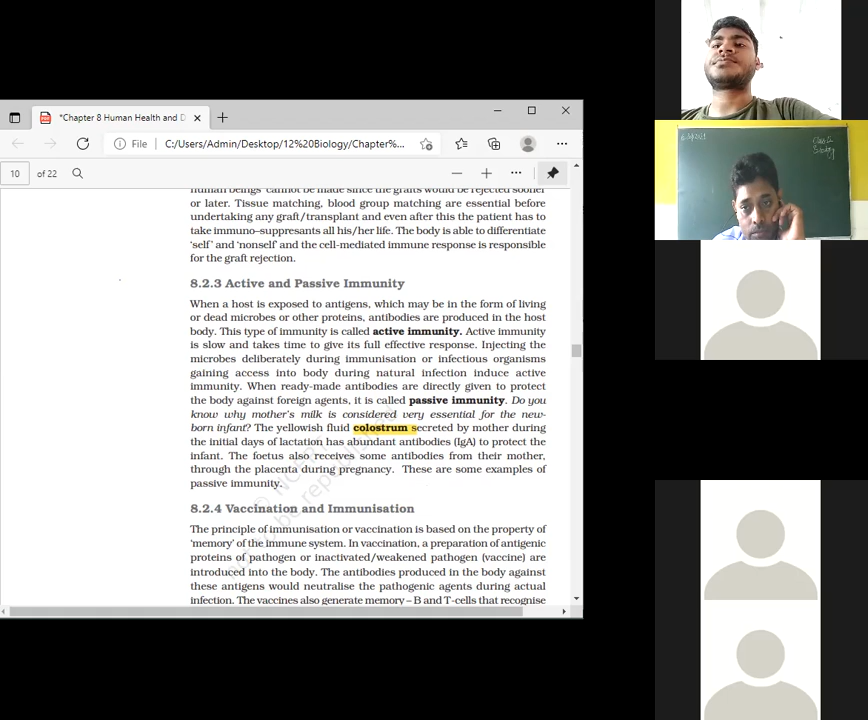 *Chapter 8 Human Health and D
File
C:/Users/Admin/Desktop/12%20Biology/Chapter%...
10 of 22
human beings cannot be made since the grafts would be rejected sooner
or later. Tissue matching, blood group matching are essential before
undertaking any graft/transplant and even after this the patient has to
take immuno–suppresants all his/her life. The body is able to differentiate
'self' and 'nonself' and the cell-mediated immune response is responsible
for the graft rejection.
8.2.3 Active and Passive Immunity
When a host is exposed to antigens, which may be in the form of living
or dead microbes or other proteins, antibodies are produced in the host
body. This type of immunity is called active immunity. Active immunity
is slow and takes time to give its full effective response. Injecting the
microbes deliberately during immunisation or infectious organisms
gaining access into body during natural infection induce active
immunity. When ready-made antibodies are directly given to protect
the body against foreign agents, it is called passive immunity. Do you
know why mother's milk is considered very essential for the new-
born infant? The yellowish fluid colostrum secreted by mother during
the initial days of lactation has abundant antibodies (IgA) to protect the
infant. The foetus also receives some antibodies from their mother,
through the placenta during pregnancy. These are some examples of
passive immunity.
8.2.4 Vaccination and Immunisation
The principle of immunisation or vaccination is based on the property of
'memory' of the immune system. In vaccination, a preparation of antigenic
proteins of pathogen or inactivated/weakened pathogen (vaccine) are
introduced into the body. The antibodies produced in the body against
these antigens would neutralise the pathogenic agents during actual
infection. The vaccines also generate memory – B and T-cells that recognise
Biology